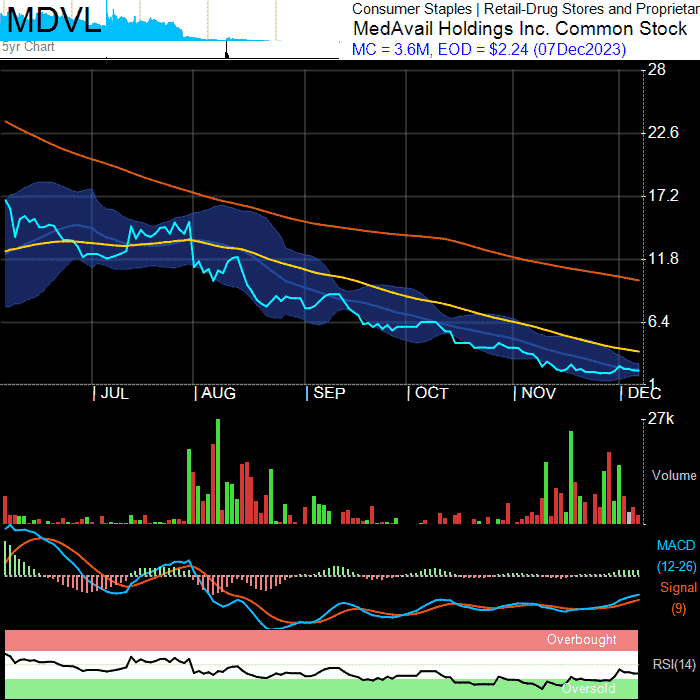 MDVL
5yr Chart
Consumer Staples | Retail-Drug Stores and Proprietar
MedAvail Holdings Inc. Common Stock
MC = 3.6M, EOD = $2.24 (07Dec2023)
28
22.6
17.2
11.8
6.4
1
| JUL | AUG | SEP | OCT | NOV | DEC
27k
Volume
MACD
(12-26)
Signal
(9)
Overbought
RSI(14)
Oversold